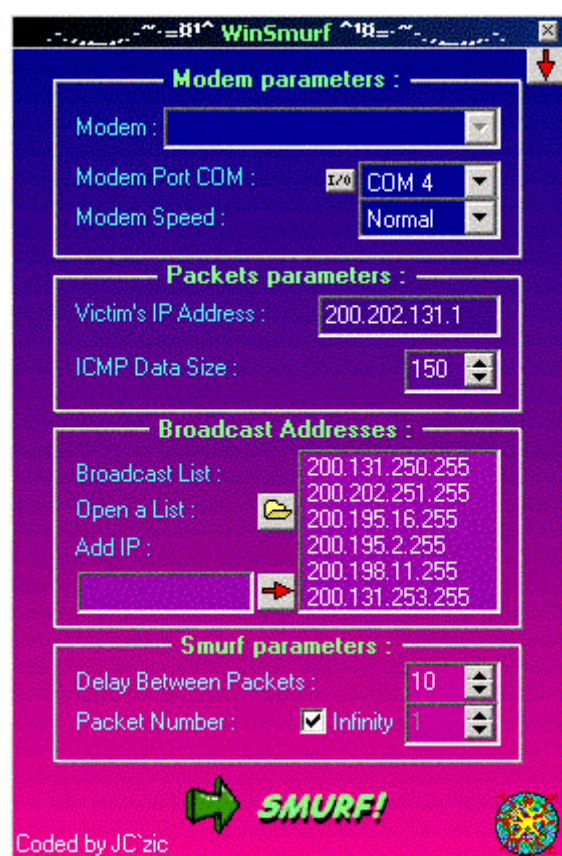 WinSmurf
Modem parameters :
Modem :
Modem Port COM : I/O COM 4
Modem Speed : Normal
Packets parameters :
Victim's IP Address : 200.202.131.1
ICMP Data Size : 150
Broadcast Addresses :
Broadcast List :
Open a List :
Add IP :
200.131.250.255
200.202.251.255
200.195.16.255
200.195.2.255
200.198.11.255
200.131.253.255
Smurf parameters :
Delay Between Packets : 10
Packet Number : Infinity 1
SMURF!
Coded by JC`zic